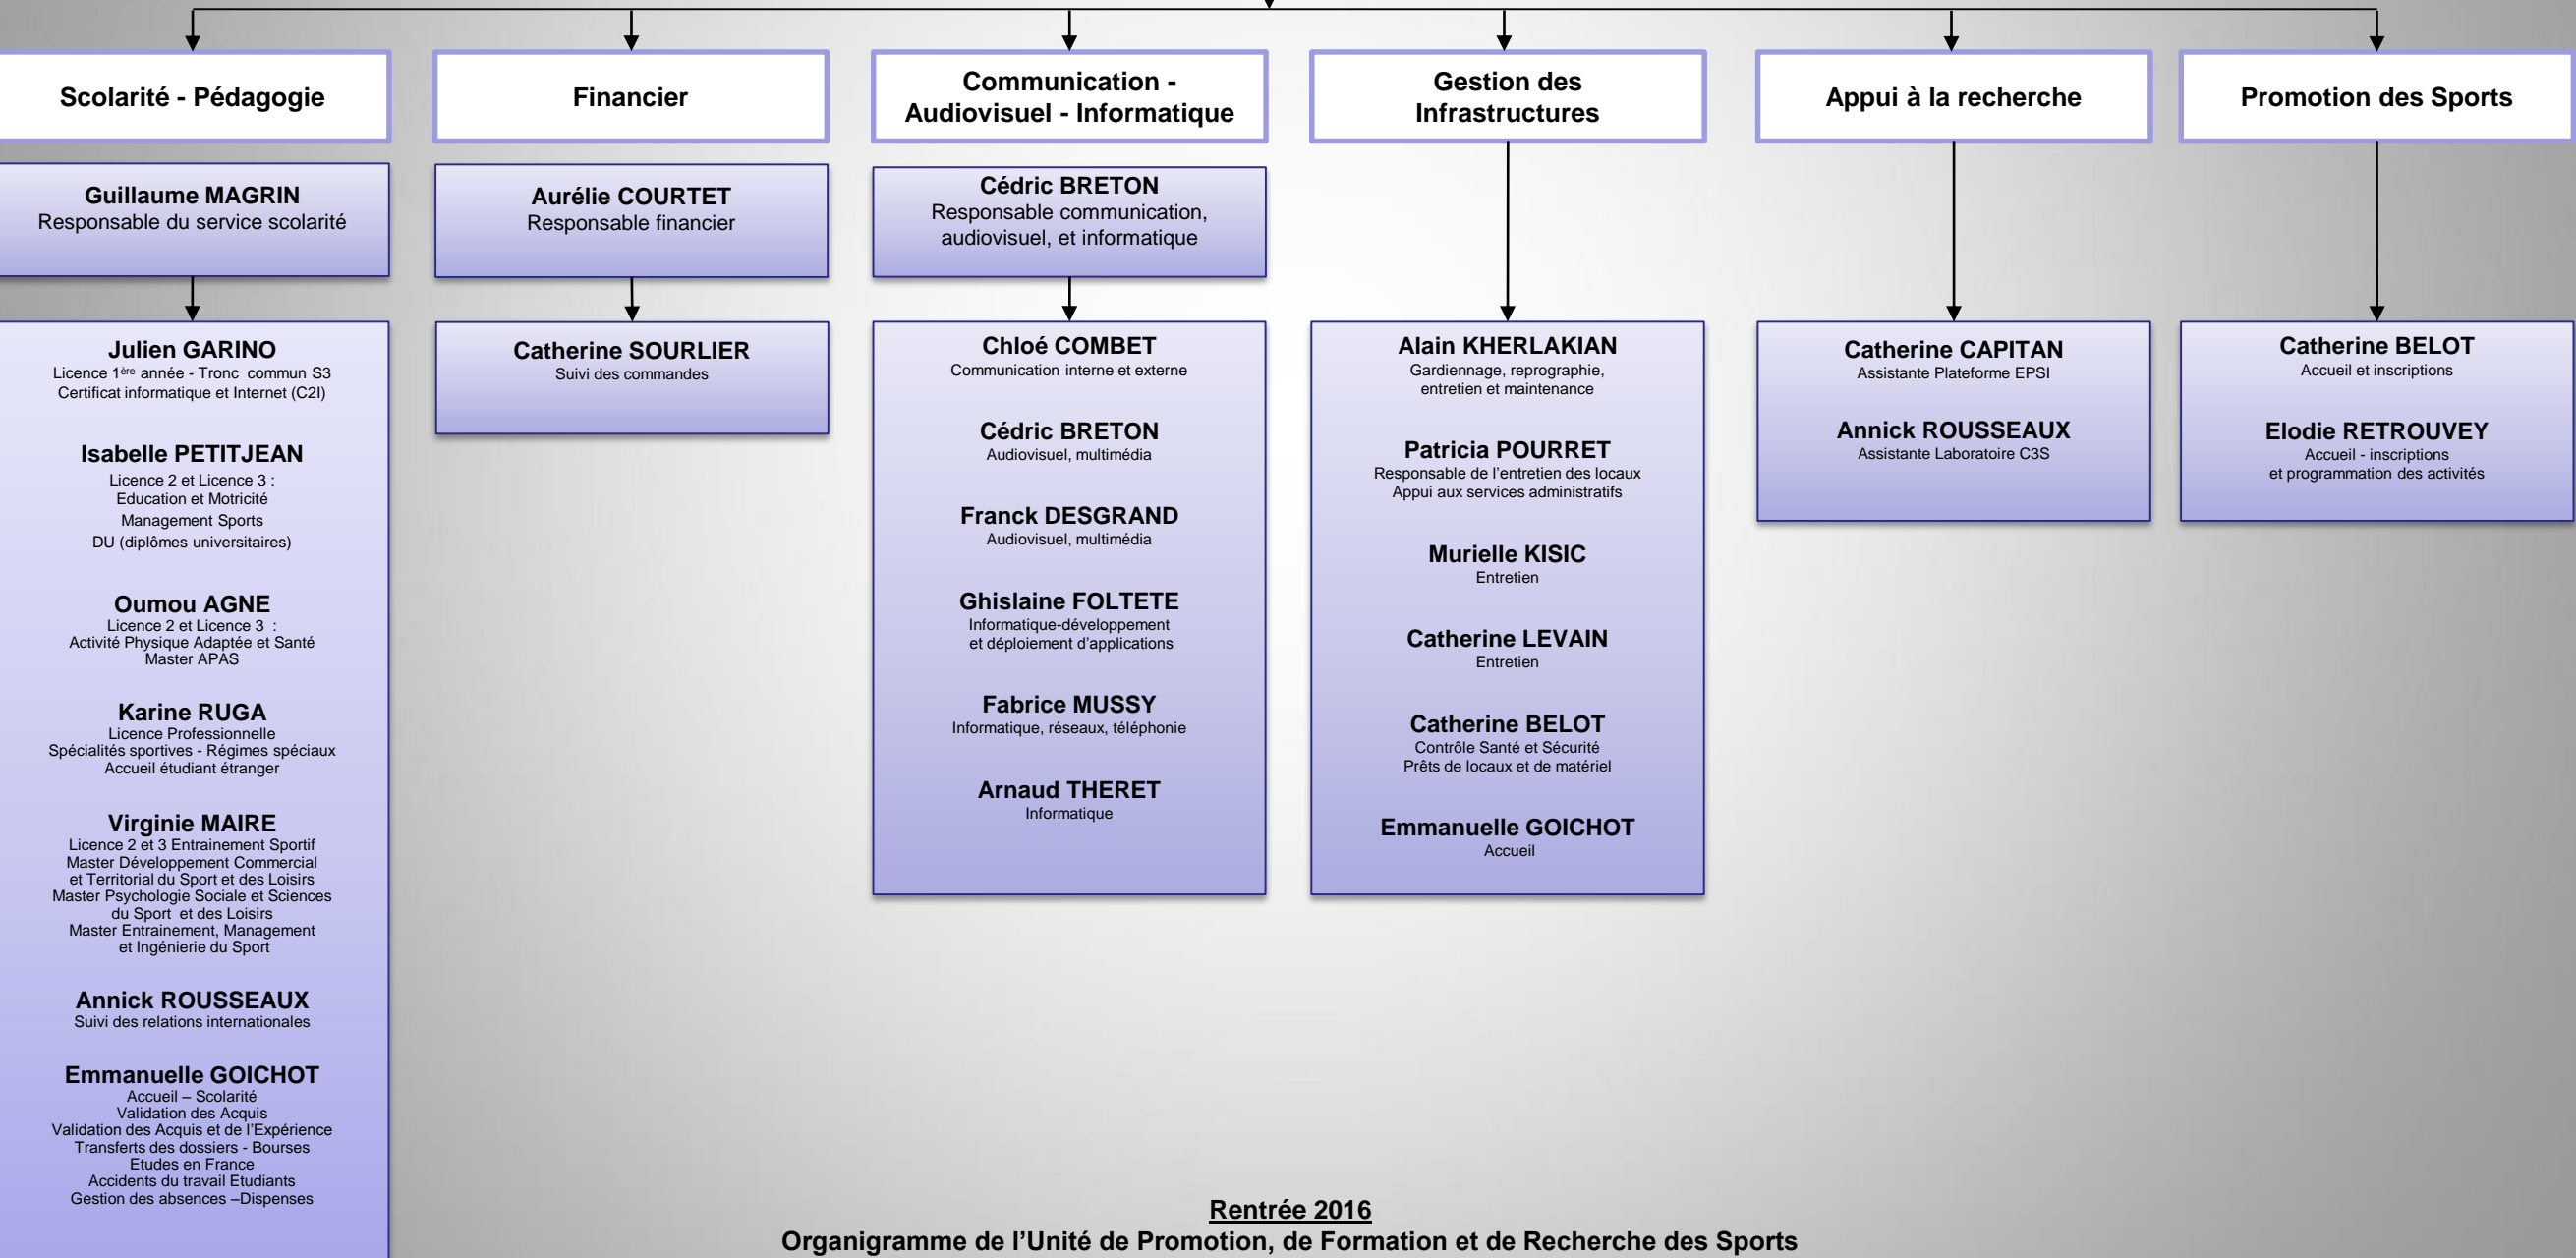 Scolarité - Pédagogie
Guillaume MAGRIN
Responsable du service scolarité
Julien GARINO
Licence 1ère année - Tronc commun S3
Certificat informatique et Internet (C2I)
Isabelle PETITJEAN
Licence 2 et Licence 3 :
Education et Motricité
Management Sports
DU (diplômes universitaires)
Oumou AGNE
Licence 2 et Licence 3 :
Activité Physique Adaptée et Santé
Master APAS
Karine RUGA
Licence Professionnelle
Spécialités sportives - Régimes spéciaux
Accueil étudiant étranger
Virginie MAIRE
Licence 2 et 3 Entrainement Sportif
Master Développement Commercial
et Territorial du Sport et des Loisirs
Master Psychologie Sociale et Sciences
du Sport et des Loisirs
Master Entrainement, Management
et Ingénierie du Sport
Annick ROUSSEAUX
Suivi des relations internationales
Emmanuelle GOICHOT
Accueil – Scolarité
Validation des Acquis
Validation des Acquis et de l’Expérience
Transferts des dossiers - Bourses
Etudes en France
Accidents du travail Etudiants
Gestion des absences –Dispenses
Financier
Aurélie COURTET
Responsable financier
Catherine SOURLIER
Suivi des commandes
Communication -
Audiovisuel - Informatique
Cédric BRETON
Responsable communication,
audiovisuel, et informatique
Chloé COMBET
Communication interne et externe
Cédric BRETON
Audiovisuel, multimédia
Franck DESGRAND
Audiovisuel, multimédia
Ghislaine FOLTETE
Informatique-développement
et déploiement d’applications
Fabrice MUSSY
Informatique, réseaux, téléphonie
Arnaud THERET
Informatique
Gestion des
Infrastructures
Alain KHERLAKIAN
Gardiennage, reprographie,
entretien et maintenance
Patricia POURRET
Responsable de l’entretien des locaux
Appui aux services administratifs
Murielle KISIC
Entretien
Catherine LEVAIN
Entretien
Catherine BELOT
Contrôle Santé et Sécurité
Prêts de locaux et de matériel
Emmanuelle GOICHOT
Accueil
Appui à la recherche
Catherine CAPITAN
Assistante Plateforme EPSI
Annick ROUSSEAUX
Assistante Laboratoire C3S
Promotion des Sports
Catherine BELOT
Accueil et inscriptions
Elodie RETROUVEY
Accueil - inscriptions
et programmation des activités
Rentrée 2016
Organigramme de l’Unité de Promotion, de Formation et de Recherche des Sports